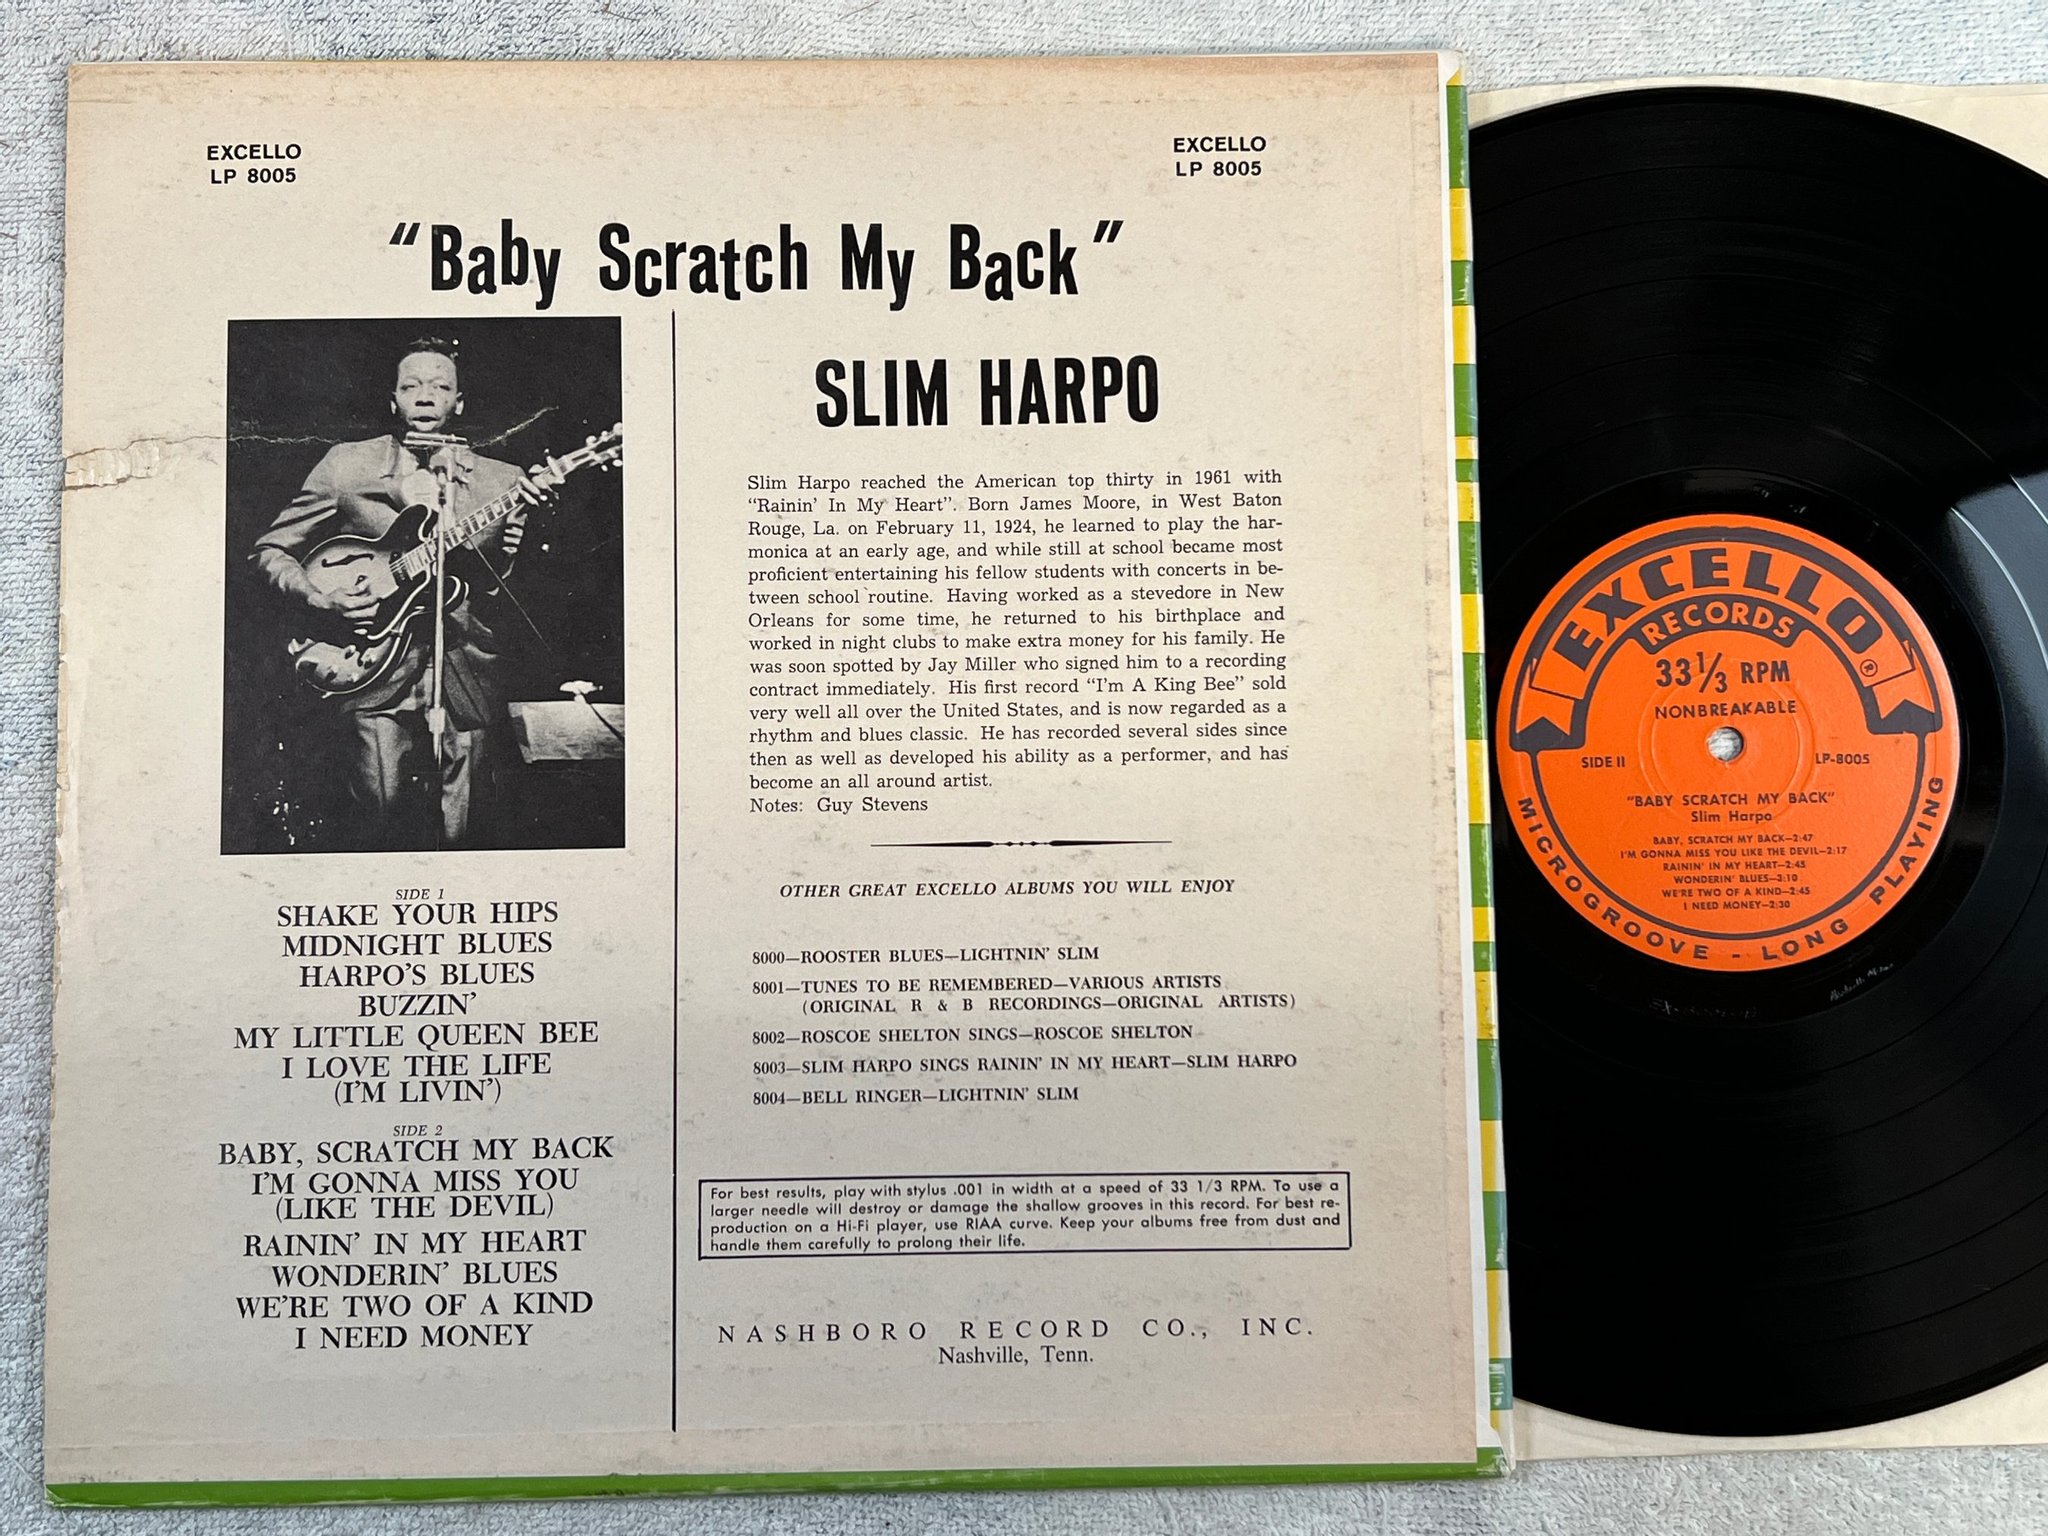 EXCELLO
LP 8005
EXCELLO
LP 8005
"Baby Scratch My Back"
SLIM HARPO
Slim Harpo reached the American top thirty in 1961 with
"Rainin' In My Heart". Born James Moore, in West Baton
Rouge, La. on February 11, 1924, he learned to play the har-
monica at an early age, and while still at school became most
proficient entertaining his fellow students with concerts in be-
tween school routine. Having worked as a stevedore in New
Orleans for some time, he returned to his birthplace and
worked in night clubs to make extra money for his family. He
was soon spotted by Jay Miller who signed him to a recording
contract immediately. His first record "I'm A King Bee" sold
very well all over the United States, and is now regarded as a
rhythm and blues classic. He has recorded several sides since
then as well as developed his ability as a performer, and has
become an all around artist.
Notes: Guy Stevens
SIDE 1
SHAKE YOUR HIPS
MIDNIGHT BLUES
HARPO'S BLUES
BUZZIN'
MY LITTLE QUEEN BEE
I LOVE THE LIFE
(I'M LIVIN')
SIDE 2
BABY, SCRATCH MY BACK
I'M GONNA MISS YOU
(LIKE THE DEVIL)
RAININ' IN MY HEART
WONDERIN' BLUES
WE'RE TWO OF A KIND
I NEED MONEY
OTHER GREAT EXCELLO ALBUMS YOU WILL ENJOY
8000—ROOSTER BLUES—LIGHTNIN' SLIM
8001—TUNES TO BE REMEMBERED—VARIOUS ARTISTS
(ORIGINAL R & B RECORDINGS—ORIGINAL ARTISTS)
8002—ROSCOE SHELTON SINGS—ROSCOE SHELTON
8003—SLIM HARPO SINGS RAININ' IN MY HEART—SLIM HARPO
8004—BELL RINGER—LIGHTNIN' SLIM
For best results, play with stylus .001 in width at a speed of 33 1/3 RPM. To use a
larger needle will destroy or damage the shallow grooves in this record. For best re-
production on a Hi-Fi player, use RIAA curve. Keep your albums free from dust and
handle them carefully to prolong their life.
NASHBORO RECORD CO., INC.
Nashville, Tenn.
EXCELLO
RECORDS
®
33 1/3 RPM
NONBREAKABLE
SIDE II
LP-8005
"BABY SCRATCH MY BACK"
Slim Harpo
BABY, SCRATCH MY BACK—2:47
I'M GONNA MISS YOU LIKE THE DEVIL—2:17
RAININ' IN MY HEART—2:45
WONDERIN' BLUES—3:10
WE'RE TWO OF A KIND—2:45
I NEED MONEY—2:30
MICROGROOVE - LONG PLAYING